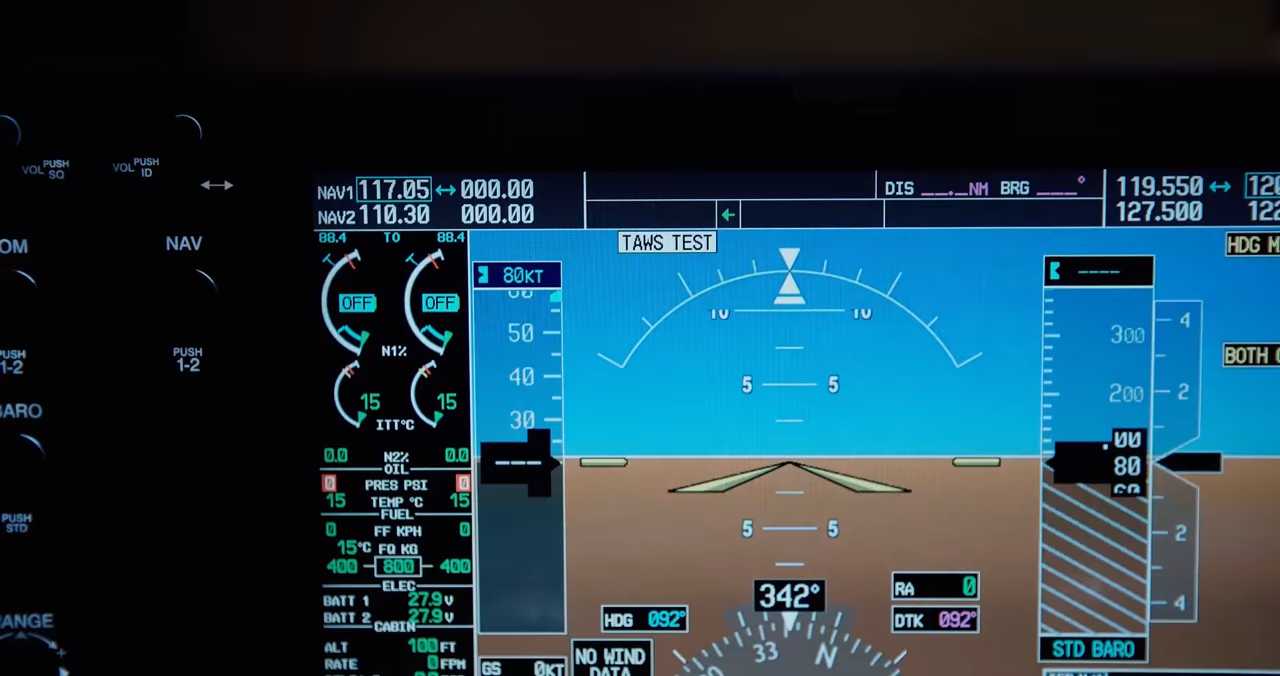 VOL PUSH SQ
VOL PUSH ID
OM
NAV
PUSH 1-2
BARO
PUSH STD
RANGE
NAV1 117.05 ↔ 000.00
NAV2 110.30 000.00
DIS __._NM BRG ___°
119.550 ↔ 12
127.500 12
88.4 TO 88.4
OFF OFF
N1%
15 15
ITT°C
0.0 N2% 0.0
OIL
0 PRES PSI 0
15 TEMP °C 15
FUEL
0 FF KPH 0
15°C FQ KG
400 800 400
ELEC
BATT 1 27.9 V
BATT 2 27.9 V
CABIN
ALT 100 FT
RATE 0 FPM
80KT
50
40
30
---
GS 0KT
TAWS TEST
10 10
5 5
5 5
342°
HDG 092°
NO WIND DATA
33 N
RA 0
DTK 092°
----
300
200
00
80
60
STD BARO
4
2
2
4
HDG M
BOTH